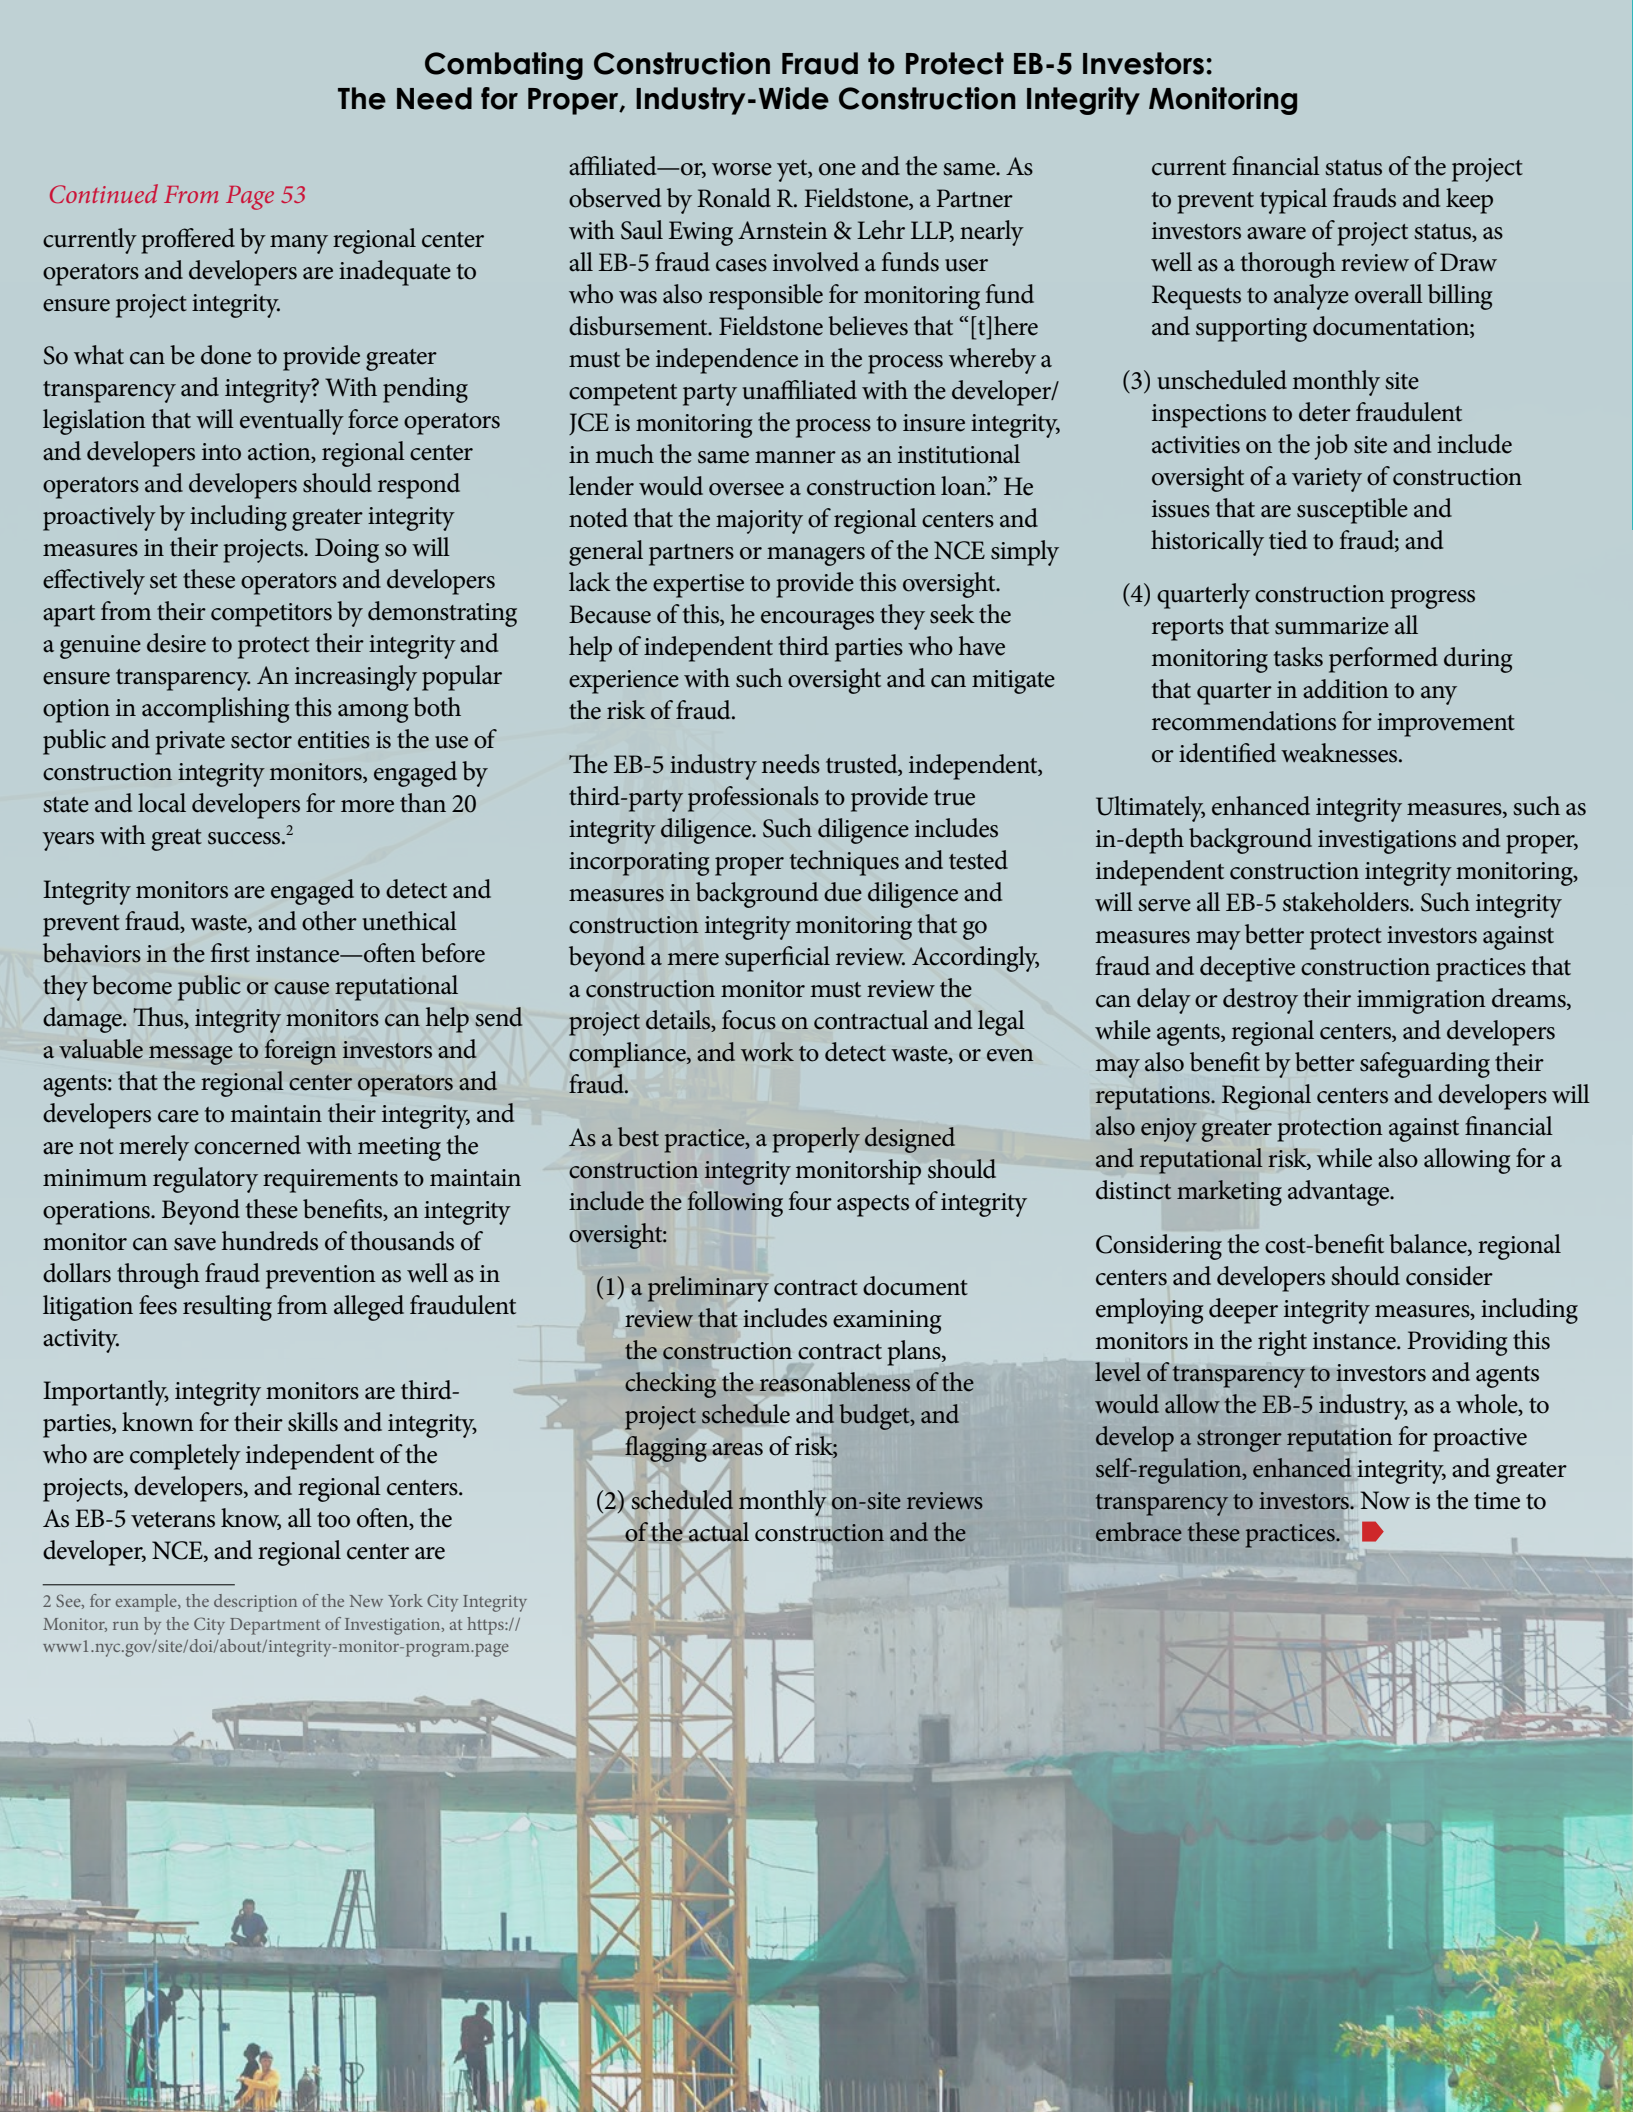 Combating Construction Fraud to Protect EB-5 Investors:
The Need for Proper, Industry-Wide Construction Integrity Monitoring
Continued From Page 53
currently proffered by many regional center
operators and developers are inadequate to
ensure project integrity.
So what can be done to provide greater
transparency and integrity? With pending
legislation that will eventually force operators
and developers into action, regional center
operators and developers should respond
proactively by including greater integrity
measures in their projects. Doing so will
effectively set these operators and developers
apart from their competitors by demonstrating
a genuine desire to protect their integrity and
ensure transparency. An increasingly popular
option in accomplishing this among both
public and private sector entities is the use of
construction integrity monitors, engaged by
state and local developers for more than 20
years with great success.2
Integrity monitors are engaged to detect and
prevent fraud, waste, and other unethical
behaviors in the first instance—often before
they become public or cause reputational
damage. Thus, integrity monitors can help send
a valuable message to foreign investors and
agents: that the regional center operators and
developers care to maintain their integrity, and
are not merely concerned with meeting the
minimum regulatory requirements to maintain
operations. Beyond these benefits, an integrity
monitor can save hundreds of thousands of
dollars through fraud prevention as well as in
litigation fees resulting from alleged fraudulent
activity.
Importantly, integrity monitors are third-
parties, known for their skills and integrity,
who are completely independent of the
projects, developers, and regional centers.
As EB-5 veterans know, all too often, the
developer, NCE, and regional center are
2 See, for example, the description of the New York City Integrity
Monitor, run by the City Department of Investigation, at https://
www1.nyc.gov/site/doi/about/integrity-monitor-program.page
affiliated—or, worse yet, one and the same. As
observed by Ronald R. Fieldstone, a Partner
with Saul Ewing Arnstein & Lehr LLP, nearly
all EB-5 fraud cases involved a funds user
who was also responsible for monitoring fund
disbursement. Fieldstone believes that “[t]here
must be independence in the process whereby a
competent party unaffiliated with the developer/
JCE is monitoring the process to insure integrity,
in much the same manner as an institutional
lender would oversee a construction loan.” He
noted that the majority of regional centers and
general partners or managers of the NCE simply
lack the expertise to provide this oversight.
Because of this, he encourages they seek the
help of independent third parties who have
experience with such oversight and can mitigate
the risk of fraud.
The EB-5 industry needs trusted, independent,
third-party professionals to provide true
integrity diligence. Such diligence includes
incorporating proper techniques and tested
measures in background due diligence and
construction integrity monitoring that go
beyond a mere superficial review. Accordingly,
a construction monitor must review the
project details, focus on contractual and legal
compliance, and work to detect waste, or even
fraud.
As a best practice, a properly designed
construction integrity monitorship should
include the following four aspects of integrity
oversight:
(1) a preliminary contract document
review that includes examining
the construction contract plans,
checking the reasonableness of the
project schedule and budget, and
flagging areas of risk;
(2) scheduled monthly on-site reviews
of the actual construction and the
current financial status of the project
to prevent typical frauds and keep
investors aware of project status, as
well as a thorough review of Draw
Requests to analyze overall billing
and supporting documentation;
(3) unscheduled monthly site
inspections to deter fraudulent
activities on the job site and include
oversight of a variety of construction
issues that are susceptible and
historically tied to fraud; and
(4) quarterly construction progress
reports that summarize all
monitoring tasks performed during
that quarter in addition to any
recommendations for improvement
or identified weaknesses.
Ultimately, enhanced integrity measures, such as
in-depth background investigations and proper,
independent construction integrity monitoring,
will serve all EB-5 stakeholders. Such integrity
measures may better protect investors against
fraud and deceptive construction practices that
can delay or destroy their immigration dreams,
while agents, regional centers, and developers
may also benefit by better safeguarding their
reputations. Regional centers and developers will
also enjoy greater protection against financial
and reputational risk, while also allowing for a
distinct marketing advantage.
Considering the cost-benefit balance, regional
centers and developers should consider
employing deeper integrity measures, including
monitors in the right instance. Providing this
level of transparency to investors and agents
would allow the EB-5 industry, as a whole, to
develop a stronger reputation for proactive
self-regulation, enhanced integrity, and greater
transparency to investors. Now is the time to
embrace these practices.